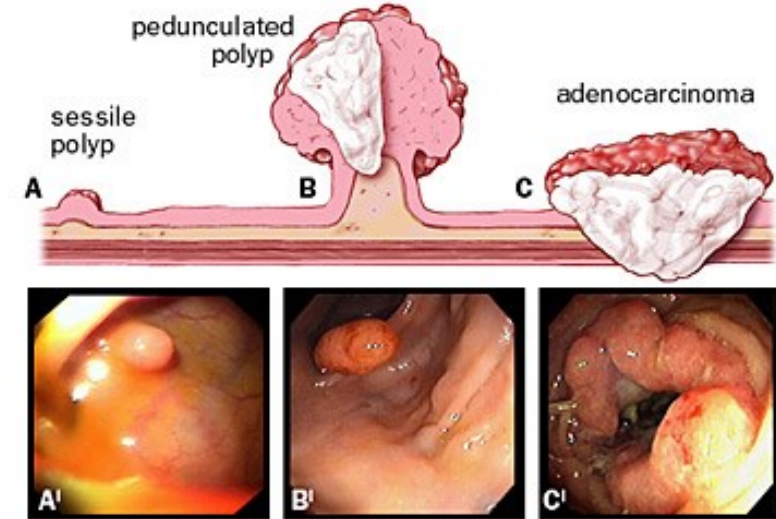 pedunculated
polyp
adenocarcinoma
sessile
polyp
A
B
C
A'
B'
C'